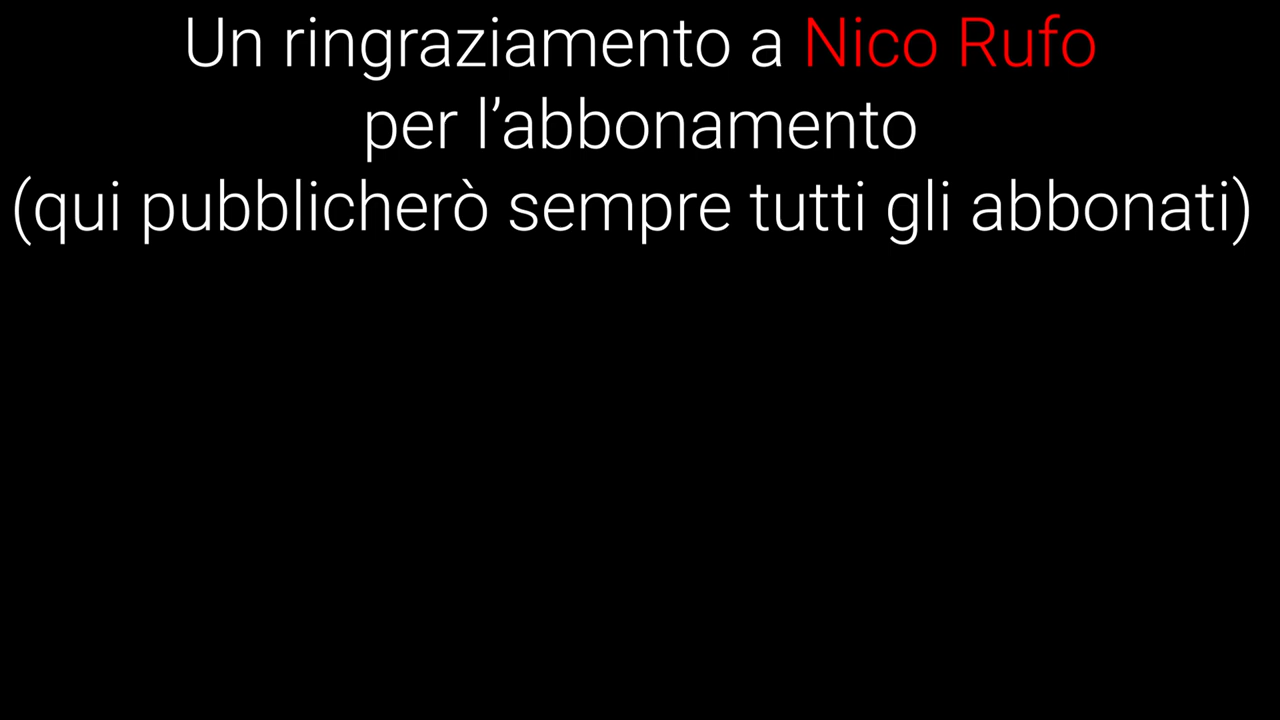 Un ringraziamento a Nico Rufo
per l’abbonamento
(qui pubblicherò sempre tutti gli abbonati)